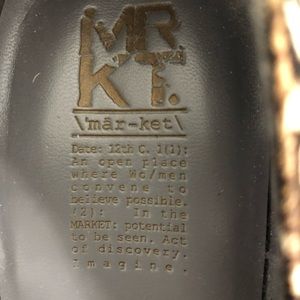 MR
KT.
\'mär-ket\
Date: 12th C. 1(1):
An open place
where Wo/men
convene to
believe possible.
(2): In the
MARKET: potential
to be seen. Act
of discovery.
Imagine.